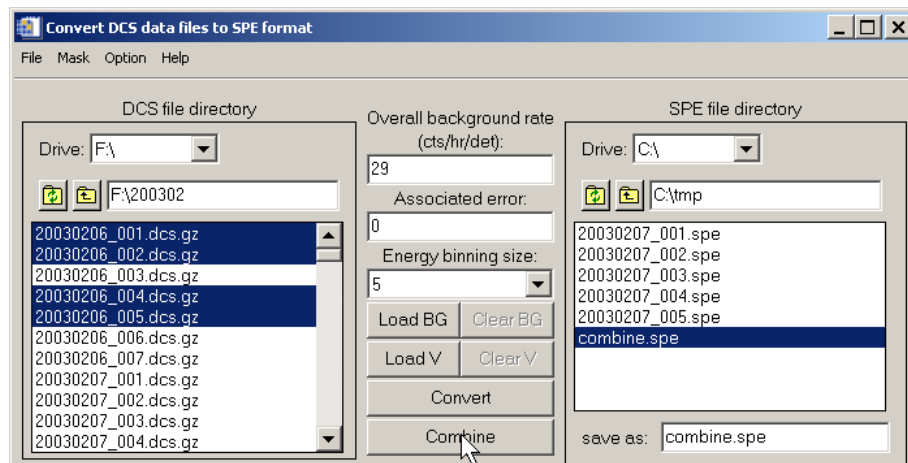 Convert DCS data files to SPE format
File Mask Option Help
DCS file directory
Drive: F:\
F:\200302
20030206_001.dcs.gz
20030206_002.dcs.gz
20030206_003.dcs.gz
20030206_004.dcs.gz
20030206_005.dcs.gz
20030206_006.dcs.gz
20030206_007.dcs.gz
20030207_001.dcs.gz
20030207_002.dcs.gz
20030207_003.dcs.gz
20030207_004.dcs.gz
Overall background rate
(cts/hr/det):
29
Associated error:
0
Energy binning size:
5
Load BG Clear BG
Load V Clear V
Convert
Combine
SPE file directory
Drive: C:\
C:\tmp
20030207_001.spe
20030207_002.spe
20030207_003.spe
20030207_004.spe
20030207_005.spe
combine.spe
save as: combine.spe